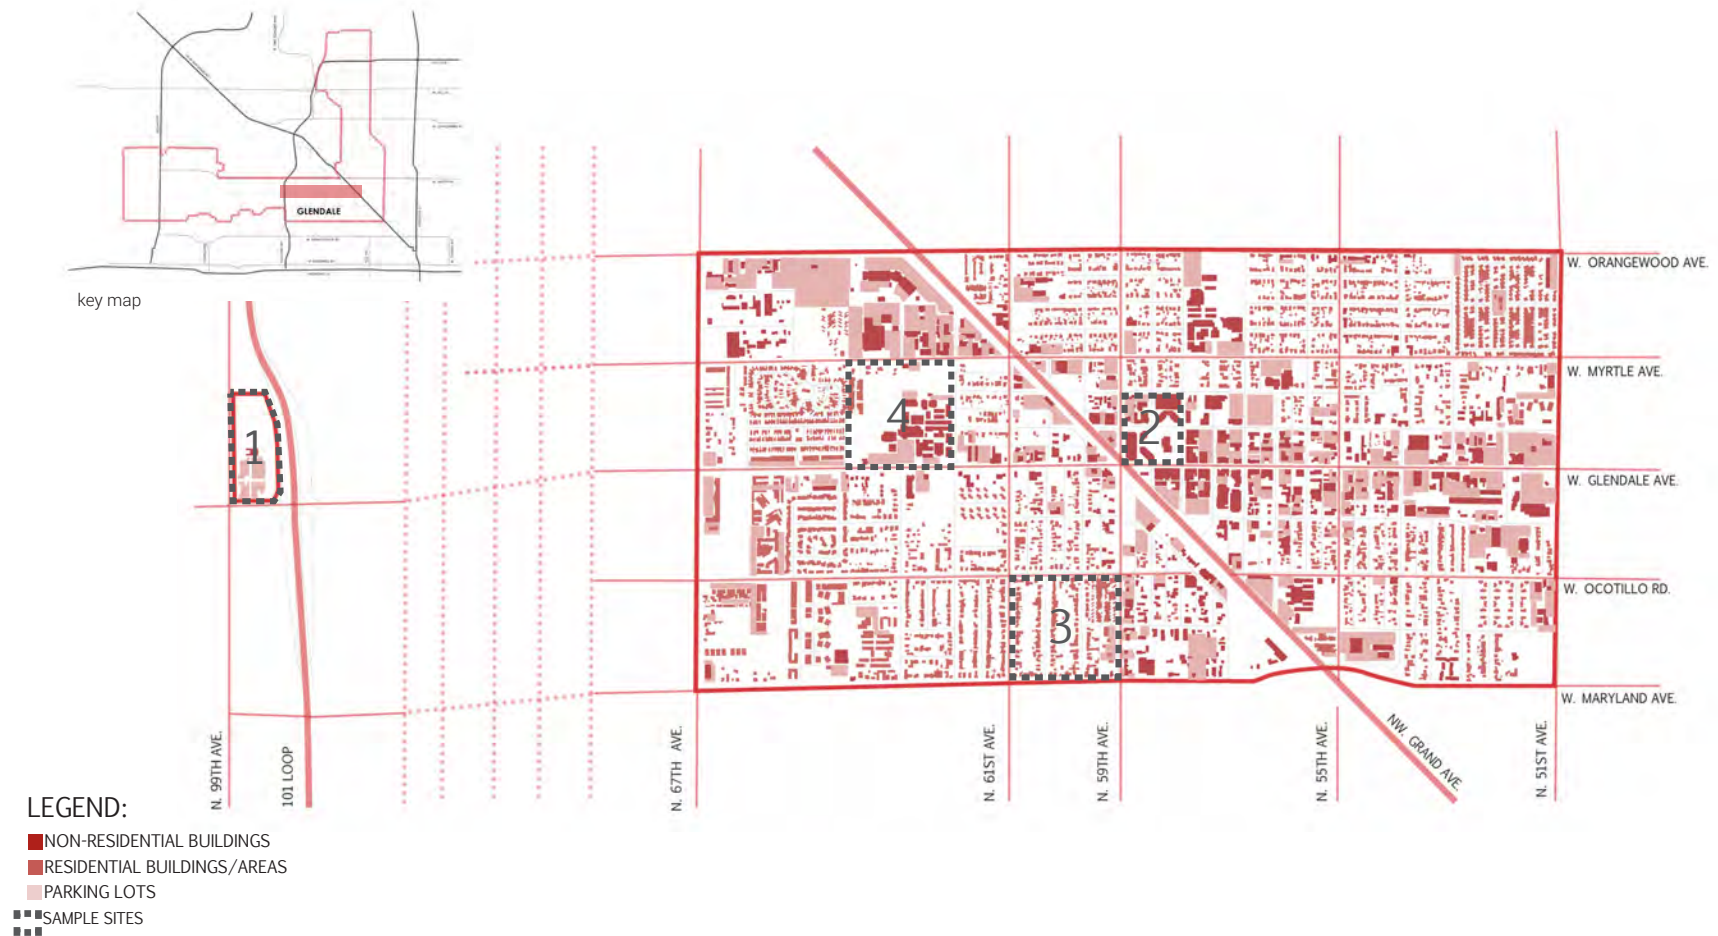 GLENDALE
key map
W. ORANGEWOOD AVE.
W. MYRTLE AVE.
1
4
2
W. GLENDALE AVE.
3
W. OCOTILLO RD.
W. MARYLAND AVE.
N. 99TH AVE.
101 LOOP
N. 67TH AVE.
N. 61ST AVE.
N. 59TH AVE.
N. 55TH AVE.
NW. GRAND AVE.
N. 51ST AVE.
LEGEND:
NON-RESIDENTIAL BUILDINGS
RESIDENTIAL BUILDINGS/AREAS
PARKING LOTS
SAMPLE SITES